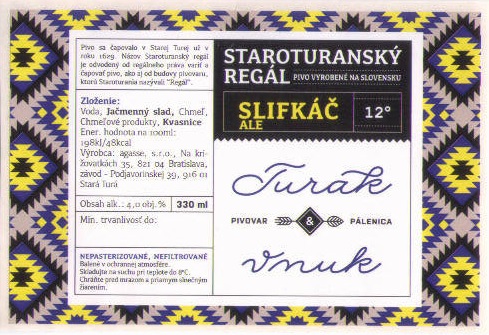 Pivo sa čapovalo v Starej Turej už v
roku 1629. Názov Staroturanský regál
je odvodený od regálneho práva variť a
čapovať pivo, ako aj od budovy pivovaru,
ktorú Staroturania nazývali "Regál".
Zloženie:
Voda, Jačmenný slad, Chmeľ,
Chmeľové produkty, Kvasnice
Ener. hodnota na 100ml:
198kJ/48kcal
Výrobca: agasse, s.r.o., Na kri-
žovatkách 35, 821 04 Bratislava,
závod - Podjavorinskej 39, 916 01
Stará Turá
Obsah alk.: 4,0 obj. % 330 ml
Min. trvanlivosť do:
NEPASTERIZOVANÉ, NEFILTROVANÉ
Balené v ochrannej atmosfére.
Skladujte na suchu pri teplote do 8°C.
Chráňte pred mrazom a priamym slnečným
žiarením.
STAROTURANSKÝ
REGÁL PIVO VYROBENÉ NA SLOVENSKU
SLIFKÁČ 12°
ALE
Turak
PIVOVAR & PÁLENICA
vnuk